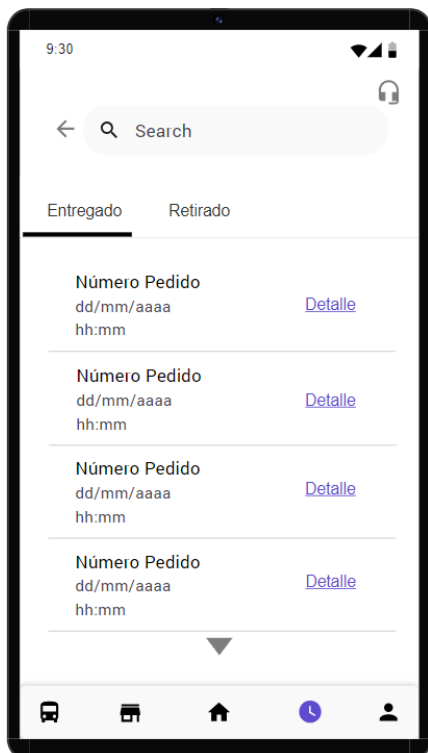 9:30
Search
Entregado Retirado
Número Pedido
dd/mm/aaaa
hh:mm
Detalle
Número Pedido
dd/mm/aaaa
hh:mm
Detalle
Número Pedido
dd/mm/aaaa
hh:mm
Detalle
Número Pedido
dd/mm/aaaa
hh:mm
Detalle